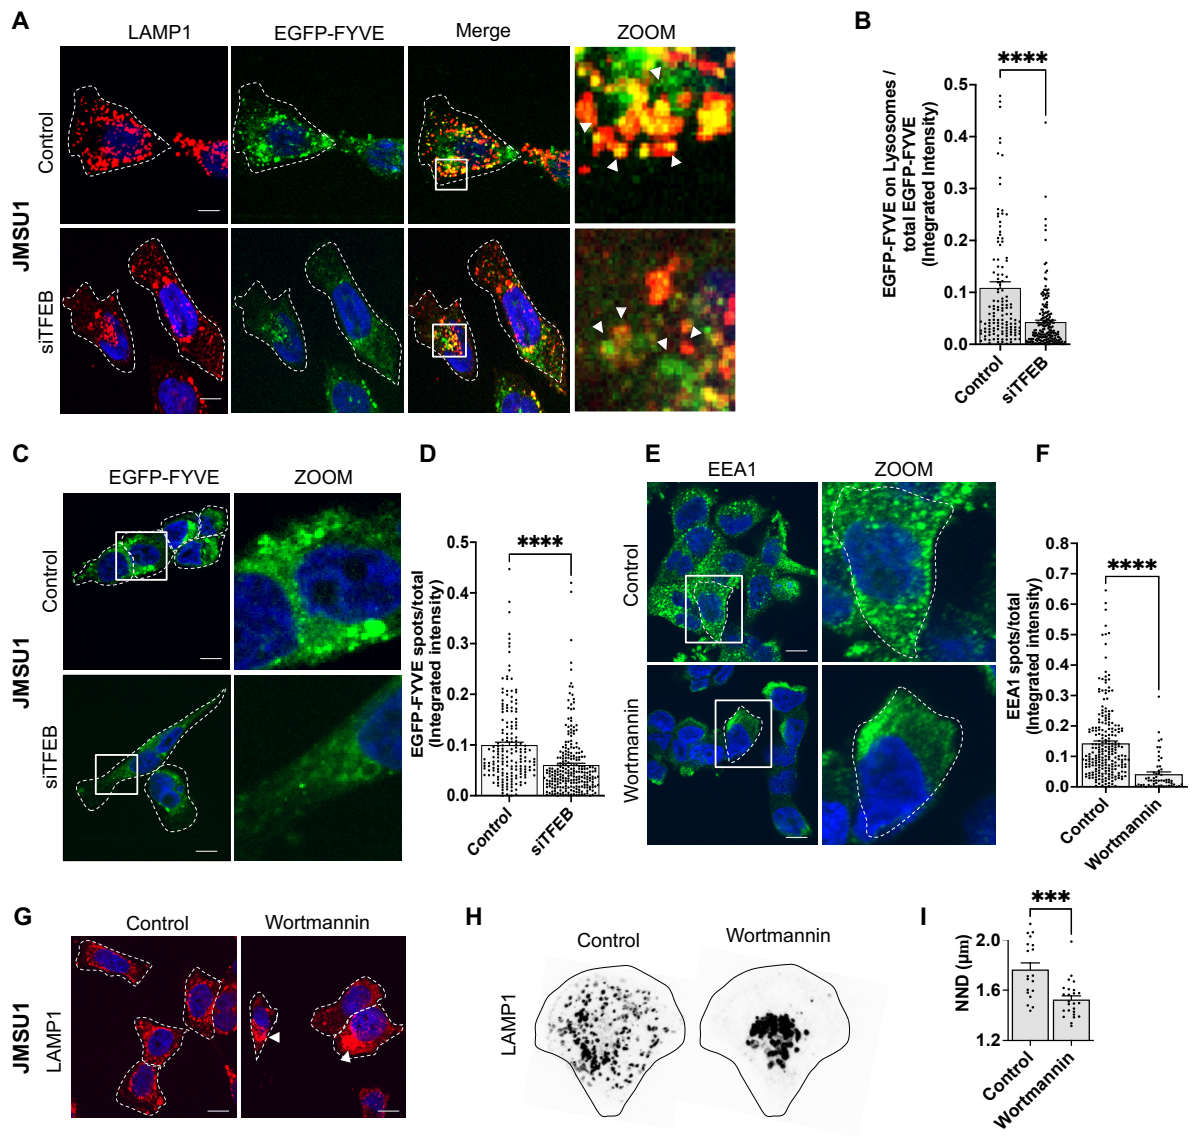 A
LAMP1
EGFP-FYVE
Merge
ZOOM
Control
siTFEB
JMSU1
B
****
EGFP-FYVE on Lysosomes /
total EGFP-FYVE
(Integrated Intensity)
0.5
0.4
0.3
0.2
0.1
0.0
Control
siTFEB
C
EGFP-FYVE
ZOOM
Control
siTFEB
JMSU1
D
****
EGFP-FYVE spots/total
(Integrated intensity)
0.5
0.4
0.3
0.2
0.1
0.0
Control
siTFEB
E
EEA1
ZOOM
Control
Wortmannin
F
****
EEA1 spots/total
(Integrated intensity)
0.8
0.7
0.6
0.5
0.4
0.3
0.2
0.1
0.0
Control
Wortmannin
G
Control
Wortmannin
JMSU1
LAMP1
H
Control
Wortmannin
LAMP1
I
***
NND (µm)
2.0
1.6
1.2
Control
Wortmannin